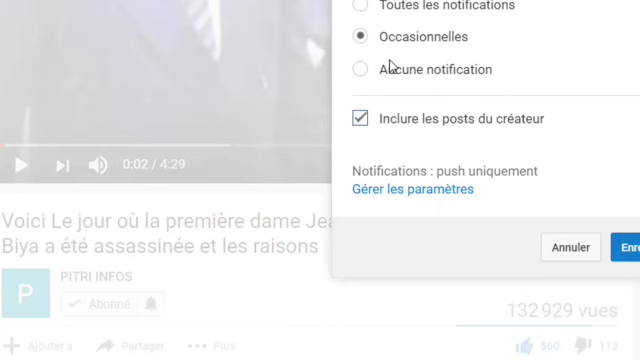 Toutes les notifications
Occasionnelles
Aucune notification
Inclure les posts du créateur
Notifications : push uniquement
Gérer les paramètres
Annuler
0:02 / 4:29
Voici Le jour où la première dame
Biya a été assassinée et les raisons
PITRI INFOS
P
Abonné
132 929 vues
Ajouter à
Partager
Plus
560
113